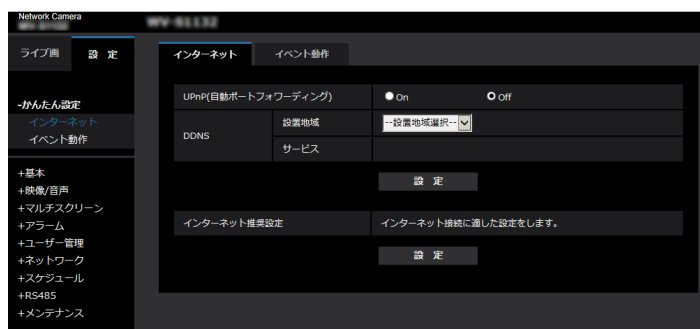 Network Camera
ライブ画
設 定
-かんたん設定
インターネット
イベント動作
+基本
+映像/音声
+マルチスクリーン
+アラーム
+ユーザー管理
+ネットワーク
+スケジュール
+RS485
+メンテナンス
インターネット
イベント動作
UPnP(自動ポートフォワーディング)
On
Off
DDNS
設置地域
--設置地域選択--
サービス
設 定
インターネット推奨設定
インターネット接続に適した設定をします。
設 定